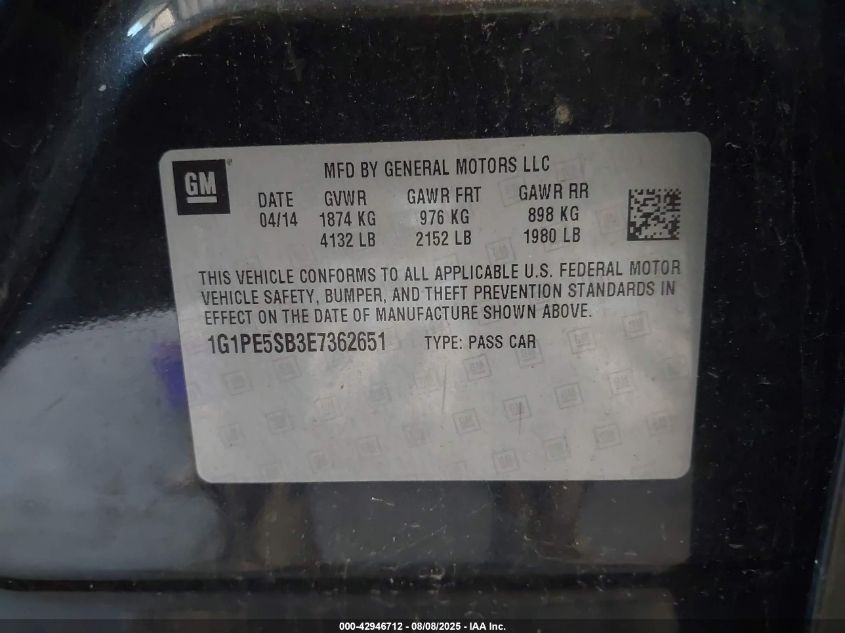 GM
MFD BY GENERAL MOTORS LLC
DATE GVWR GAWR FRT GAWR RR
04/14 1874 KG 976 KG 898 KG
4132 LB 2152 LB 1980 LB
THIS VEHICLE CONFORMS TO ALL APPLICABLE U.S. FEDERAL MOTOR
VEHICLE SAFETY, BUMPER, AND THEFT PREVENTION STANDARDS IN
EFFECT ON THE DATE OF MANUFACTURE SHOWN ABOVE.
1G1PE5SB3E7362651 TYPE: PASS CAR
000-42946712 - 08/08/2025 - © IAA Inc.